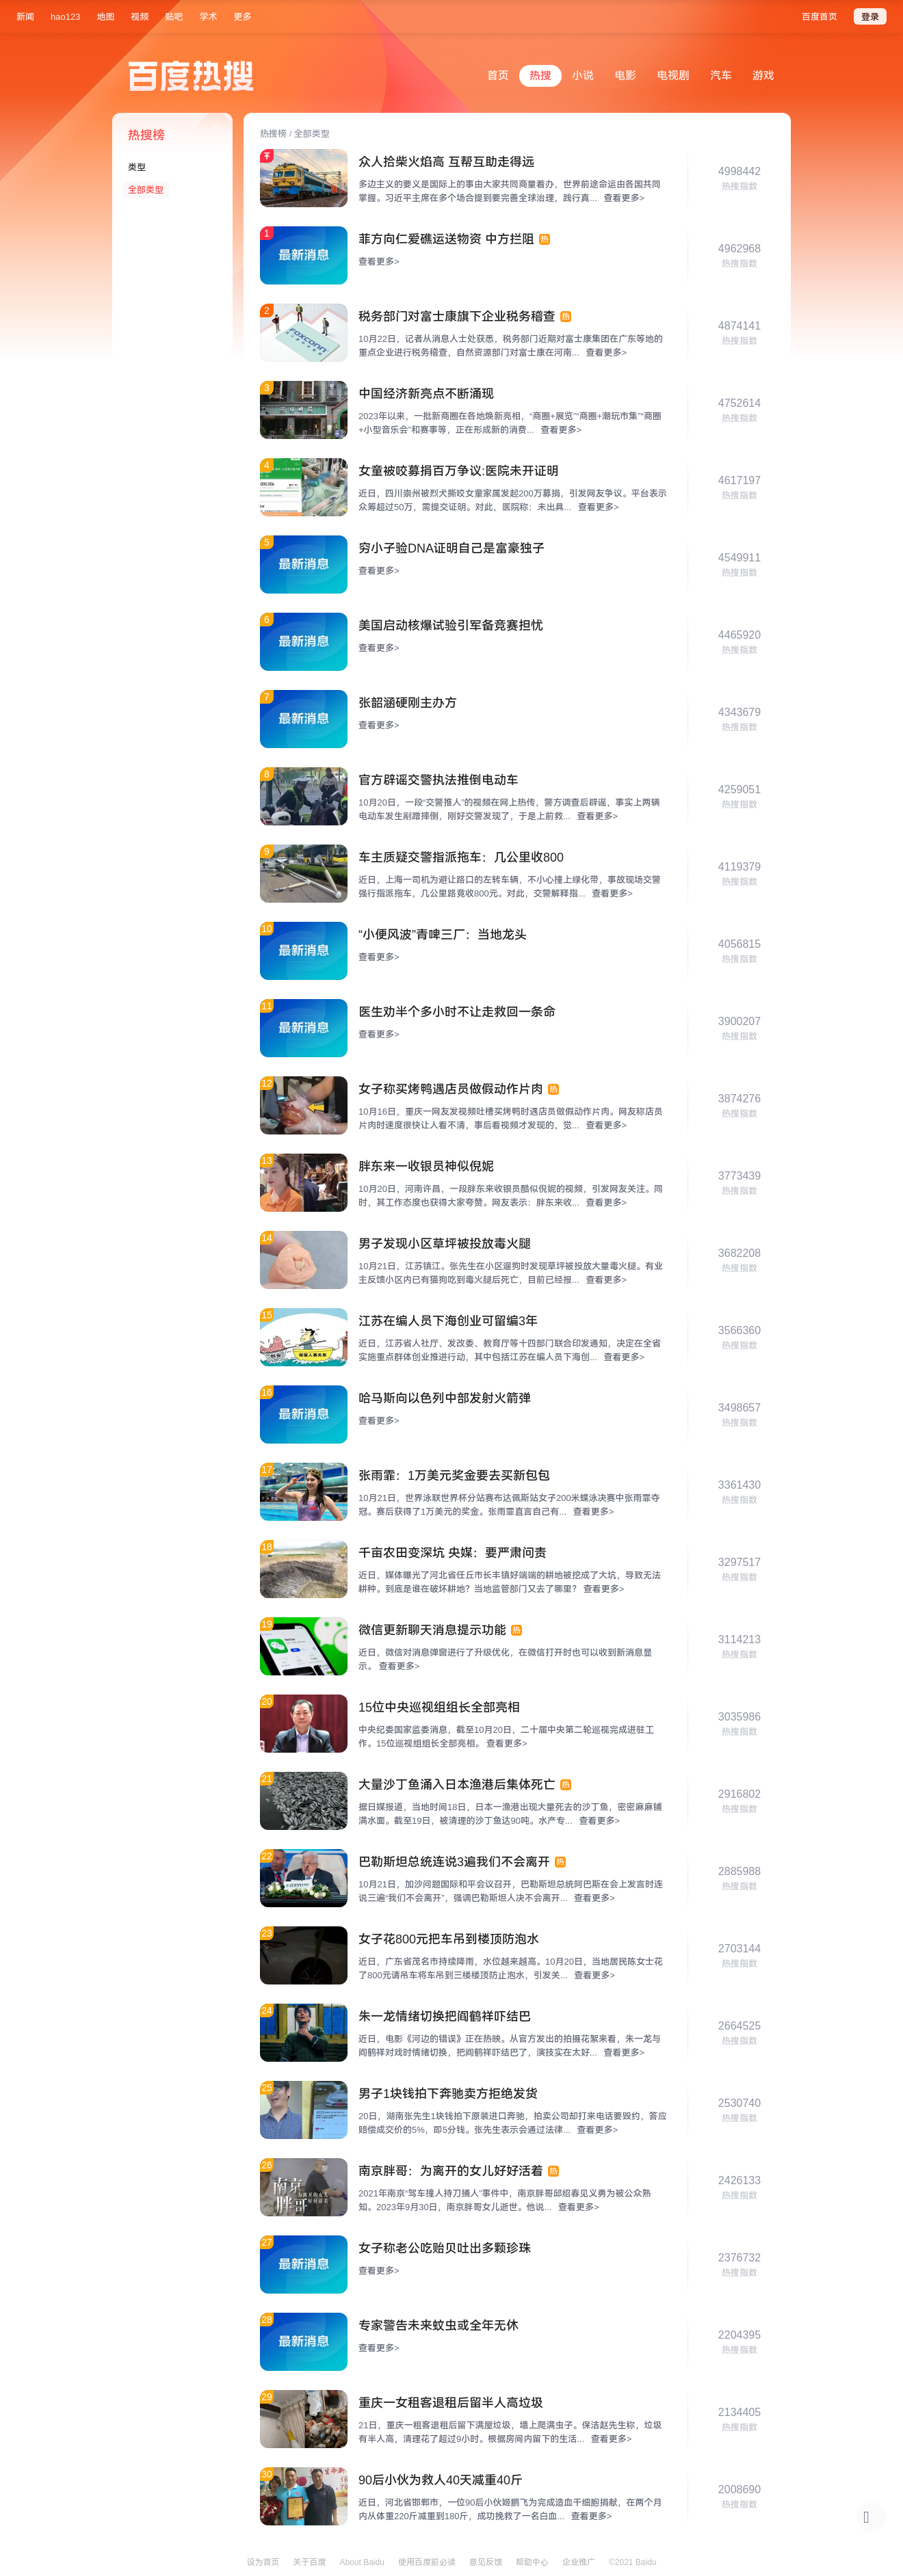 新闻 hao123 地图 视频 贴吧 学术 更多 百度首页 登录
百度热搜 首页 热搜 小说 电影 电视剧 汽车 游戏
热搜榜
类型
全部类型
热搜榜 / 全部类型
众人拾柴火焰高 互帮互助走得远
多边主义的要义是国际上的事由大家共同商量着办，世界前途命运由各国共同
掌握。习近平主席在多个场合提到要完善全球治理，践行真... 查看更多>
4998442
热搜指数
1
最新消息
菲方向仁爱礁运送物资 中方拦阻 热
查看更多>
4962968
热搜指数
2
FOXCONN
税务部门对富士康旗下企业税务稽查 热
10月22日，记者从消息人士处获悉，税务部门近期对富士康集团在广东等地的
重点企业进行税务稽查，自然资源部门对富士康在河南... 查看更多>
4874141
热搜指数
3
中国经济新亮点不断涌现
2023年以来，一批新商圈在各地焕新亮相，“商圈+展览”“商圈+潮玩市集”“商圈
+小型音乐会”和赛事等，正在形成新的消费... 查看更多>
4752614
热搜指数
4
女童被咬募捐百万争议:医院未开证明
近日，四川崇州被烈犬撕咬女童家属发起200万募捐，引发网友争议。平台表示
众筹超过50万，需提交证明。对此，医院称：未出具... 查看更多>
4617197
热搜指数
5
最新消息
穷小子验DNA证明自己是富豪独子
查看更多>
4549911
热搜指数
6
最新消息
美国启动核爆试验引军备竞赛担忧
查看更多>
4465920
热搜指数
7
最新消息
张韶涵硬刚主办方
查看更多>
4343679
热搜指数
8
官方辟谣交警执法推倒电动车
10月20日，一段“交警推人”的视频在网上热传，警方调查后辟谣，事实上两辆
电动车发生剐蹭摔倒，刚好交警发现了，于是上前救... 查看更多>
4259051
热搜指数
9
车主质疑交警指派拖车：几公里收800
近日，上海一司机为避让路口的左转车辆，不小心撞上绿化带，事故现场交警
强行指派拖车，几公里路竟收800元。对此，交警解释指... 查看更多>
4119379
热搜指数
10
最新消息
“小便风波”青啤三厂：当地龙头
查看更多>
4056815
热搜指数
11
最新消息
医生劝半个多小时不让走救回一条命
查看更多>
3900207
热搜指数
12
女子称买烤鸭遇店员做假动作片肉 热
10月16日，重庆一网友发视频吐槽买烤鸭时遇店员做假动作片肉。网友称店员
片肉时速度很快让人看不清，事后看视频才发现的，觉... 查看更多>
3874276
热搜指数
13
胖东来一收银员神似倪妮
10月20日，河南许昌，一段胖东来收银员酷似倪妮的视频，引发网友关注。同
时，其工作态度也获得大家夸赞。网友表示：胖东来收... 查看更多>
3773439
热搜指数
14
男子发现小区草坪被投放毒火腿
10月21日，江苏镇江。张先生在小区遛狗时发现草坪被投放大量毒火腿。有业
主反馈小区内已有猫狗吃到毒火腿后死亡，目前已经报... 查看更多>
3682208
热搜指数
15
江苏在编人员下海创业可留编3年
近日，江苏省人社厅、发改委、教育厅等十四部门联合印发通知，决定在全省
实施重点群体创业推进行动，其中包括江苏在编人员下海创... 查看更多>
3566360
热搜指数
16
最新消息
哈马斯向以色列中部发射火箭弹
查看更多>
3498657
热搜指数
17
张雨霏：1万美元奖金要去买新包包
10月21日，世界泳联世界杯分站赛布达佩斯站女子200米蝶泳决赛中张雨霏夺
冠。赛后获得了1万美元的奖金。张雨霏直言自己有... 查看更多>
3361430
热搜指数
18
千亩农田变深坑 央媒：要严肃问责
近日，媒体曝光了河北省任丘市长丰镇好端端的耕地被挖成了大坑，导致无法
耕种。到底是谁在破坏耕地？当地监管部门又去了哪里？ 查看更多>
3297517
热搜指数
19
微信更新聊天消息提示功能 热
近日，微信对消息弹窗进行了升级优化，在微信打开时也可以收到新消息显
示。 查看更多>
3114213
热搜指数
20
15位中央巡视组组长全部亮相
中央纪委国家监委消息，截至10月20日，二十届中央第二轮巡视完成进驻工
作。15位巡视组组长全部亮相。 查看更多>
3035986
热搜指数
21
大量沙丁鱼涌入日本渔港后集体死亡 热
据日媒报道，当地时间18日，日本一渔港出现大量死去的沙丁鱼，密密麻麻铺
满水面。截至19日，被清理的沙丁鱼达90吨。水产专... 查看更多>
2916802
热搜指数
22
巴勒斯坦总统连说3遍我们不会离开 热
10月21日，加沙问题国际和平会议召开，巴勒斯坦总统阿巴斯在会上发言时连
说三遍“我们不会离开”，强调巴勒斯坦人决不会离开... 查看更多>
2885988
热搜指数
23
女子花800元把车吊到楼顶防泡水
近日，广东省茂名市持续降雨，水位越来越高。10月20日，当地居民陈女士花
了800元请吊车将车吊到三楼楼顶防止泡水，引发关... 查看更多>
2703144
热搜指数
24
朱一龙情绪切换把阎鹤祥吓结巴
近日，电影《河边的错误》正在热映。从官方发出的拍摄花絮来看，朱一龙与
阎鹤祥对戏时情绪切换，把阎鹤祥吓结巴了，演技实在太好... 查看更多>
2664525
热搜指数
25
男子1块钱拍下奔驰卖方拒绝发货
20日，湖南张先生1块钱拍下原装进口奔驰，拍卖公司却打来电话要毁约，答应
赔偿成交价的5%，即5分钱。张先生表示会通过法律... 查看更多>
2530740
热搜指数
26
南京
胖哥
南京胖哥：为离开的女儿好好活着 热
2021年南京“驾车撞人持刀捅人”事件中，南京胖哥邱绍春见义勇为被公众熟
知。2023年9月30日，南京胖哥女儿逝世。他说... 查看更多>
2426133
热搜指数
27
最新消息
女子称老公吃贻贝吐出多颗珍珠
查看更多>
2376732
热搜指数
28
最新消息
专家警告未来蚊虫或全年无休
查看更多>
2204395
热搜指数
29
重庆一女租客退租后留半人高垃圾
21日，重庆一租客退租后留下满屋垃圾，墙上爬满虫子。保洁赵先生称，垃圾
有半人高，清理花了超过9小时。根据房间内留下的生活... 查看更多>
2134405
热搜指数
30
90后小伙为救人40天减重40斤
近日，河北省邯郸市，一位90后小伙姬鹏飞为完成造血干细胞捐献，在两个月
内从体重220斤减重到180斤，成功挽救了一名白血... 查看更多>
2008690
热搜指数
设为首页 关于百度 About Baidu 使用百度前必读 意见反馈 帮助中心 企业推广 ©2021 Baidu